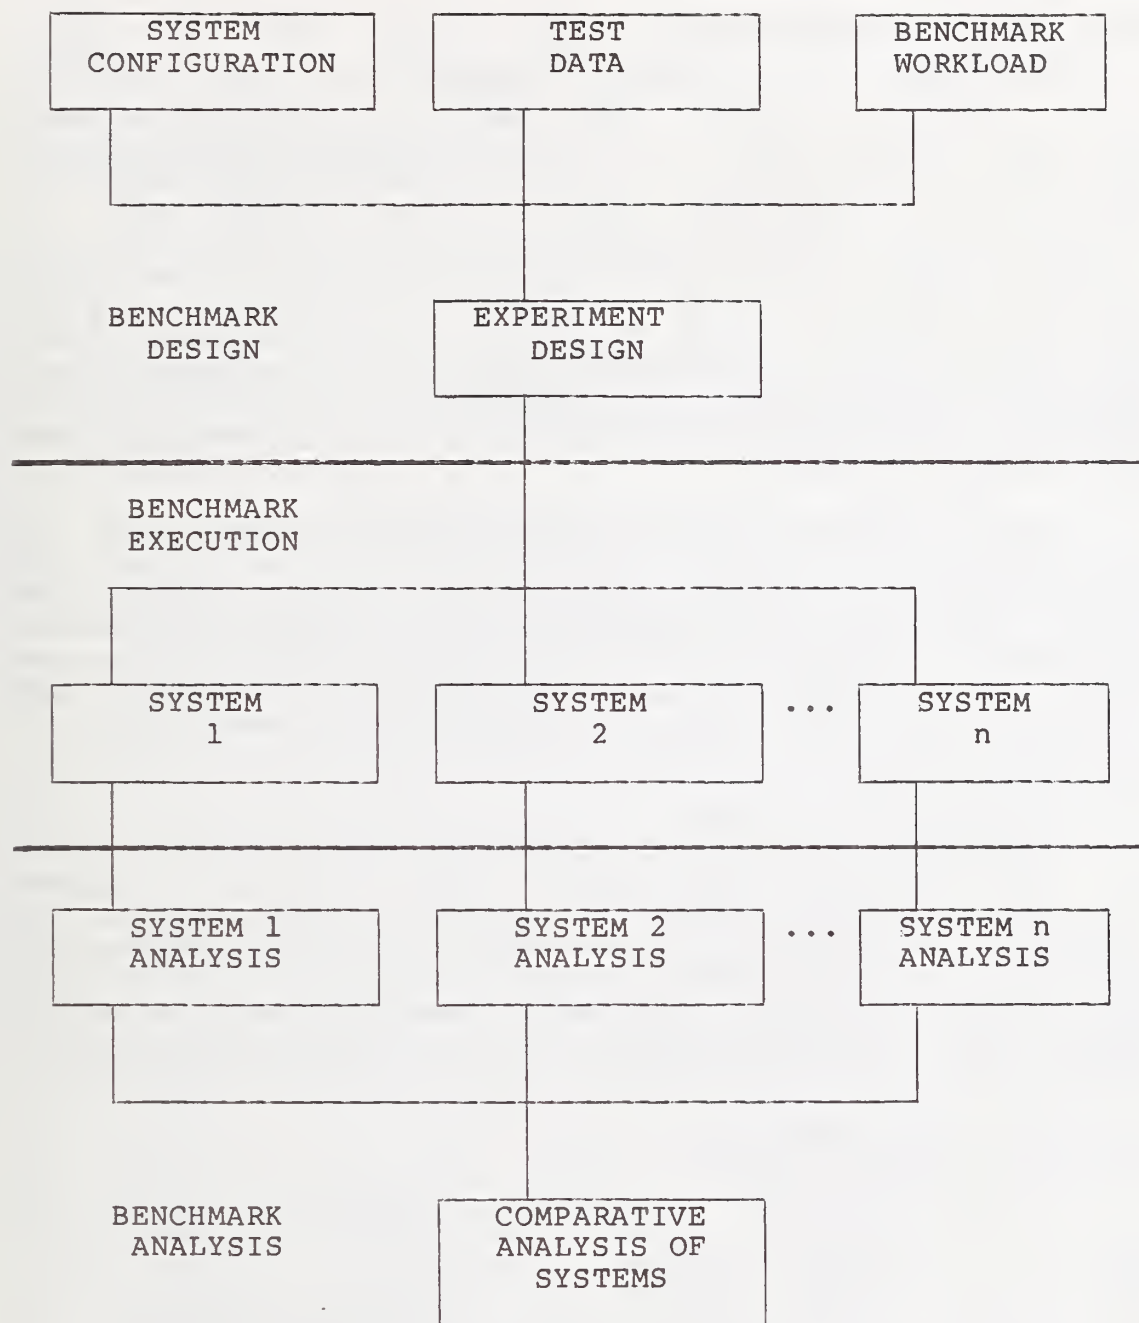 SYSTEM
CONFIGURATION
TEST
DATA
BENCHMARK
WORKLOAD
BENCHMARK
DESIGN
EXPERIMENT
DESIGN
BENCHMARK
EXECUTION
SYSTEM
1
SYSTEM
2
...
SYSTEM
n
SYSTEM 1
ANALYSIS
SYSTEM 2
ANALYSIS
...
SYSTEM n
ANALYSIS
BENCHMARK
ANALYSIS
COMPARATIVE
ANALYSIS OF
SYSTEMS